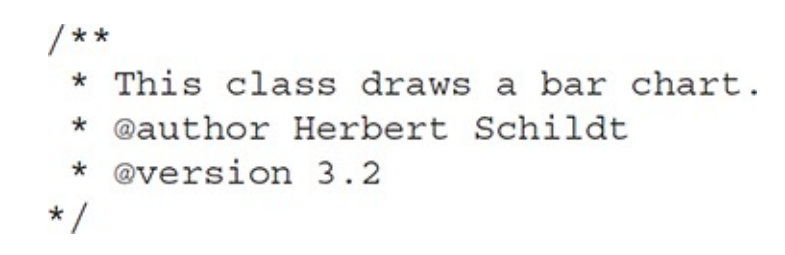 /**
 * This class draws a bar chart.
 * @author Herbert Schildt
 * @version 3.2
*/